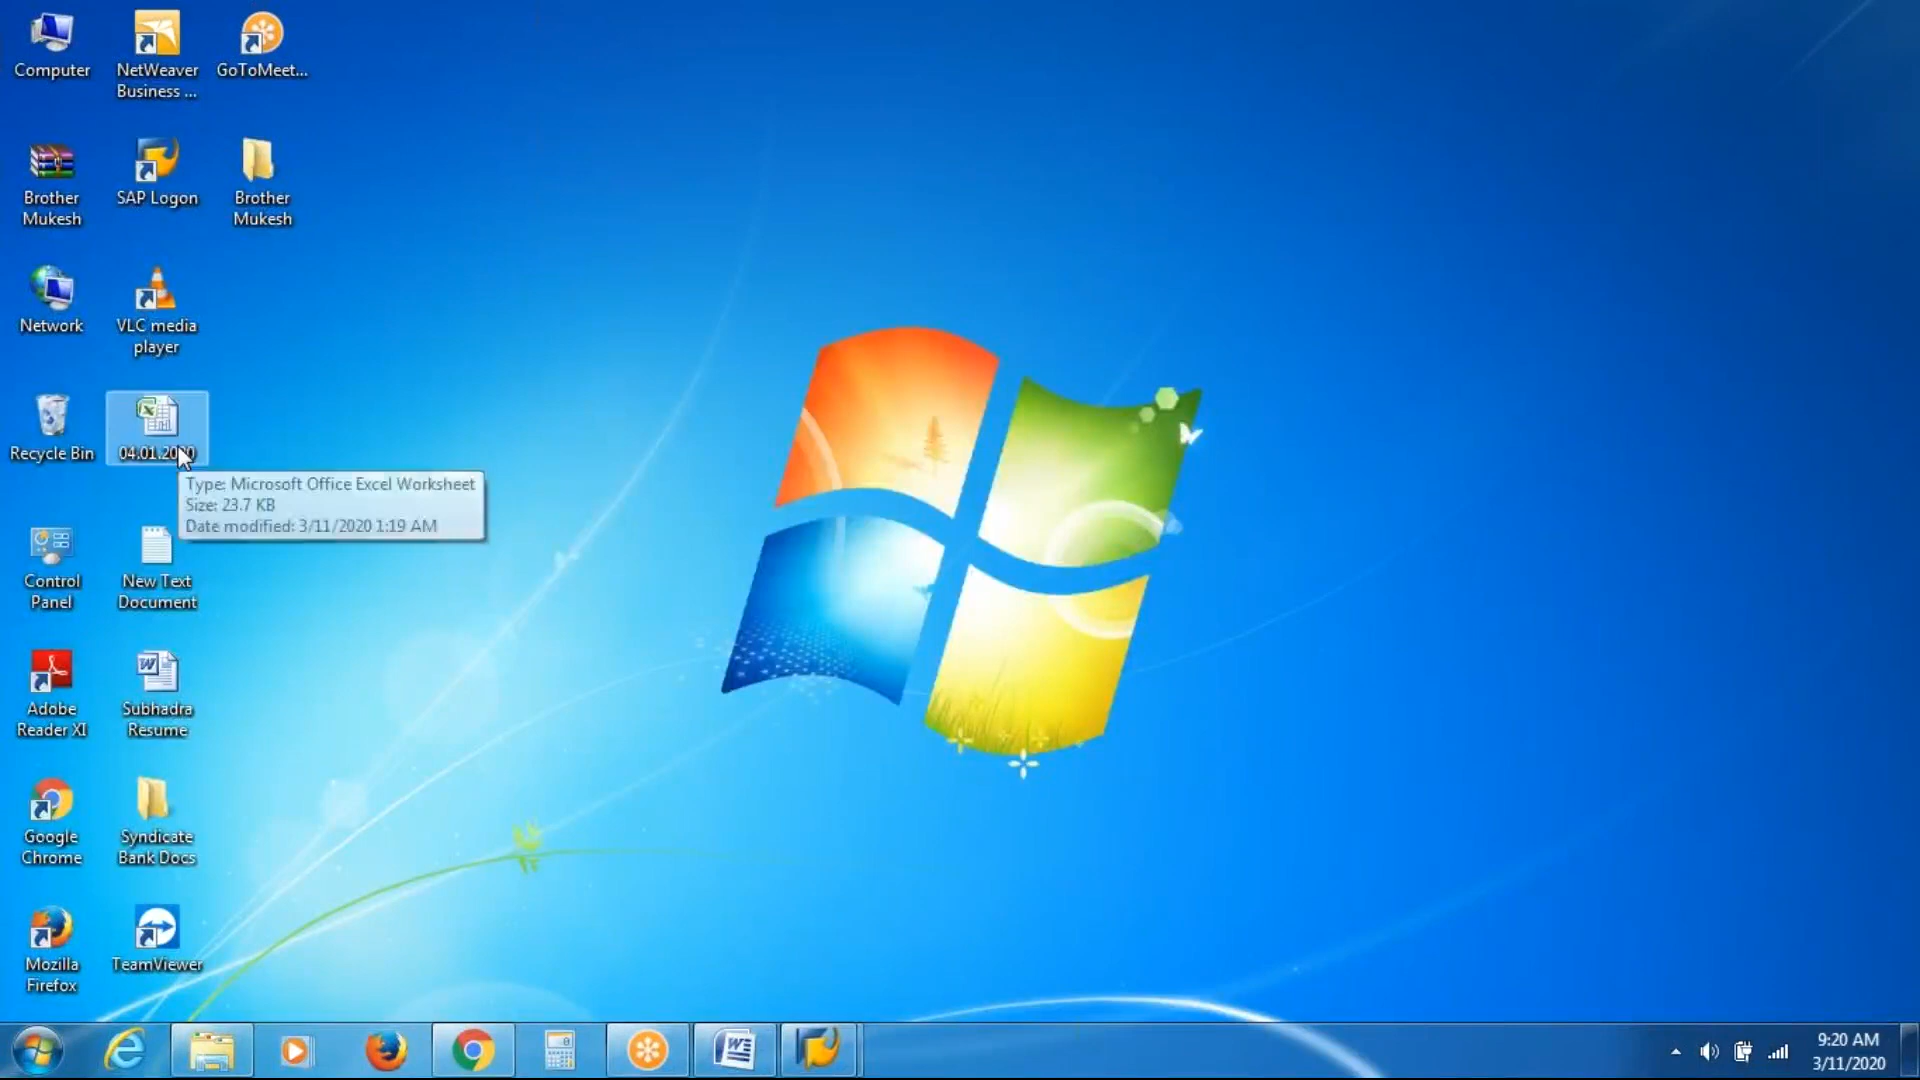 Computer
NetWeaver
Business ...
GoToMeet...
Brother
Mukesh
SAP Logon
Brother
Mukesh
Network
VLC media
player
Recycle Bin
04.01.2020
Type: Microsoft Office Excel Worksheet
Size: 23.7 KB
Date modified: 3/11/2020 1:19 AM
Control
Panel
New Text
Document
Adobe
Reader XI
Subhadra
Resume
Google
Chrome
Syndicate
Bank Docs
Mozilla
Firefox
TeamViewer
9:20 AM
3/11/2020